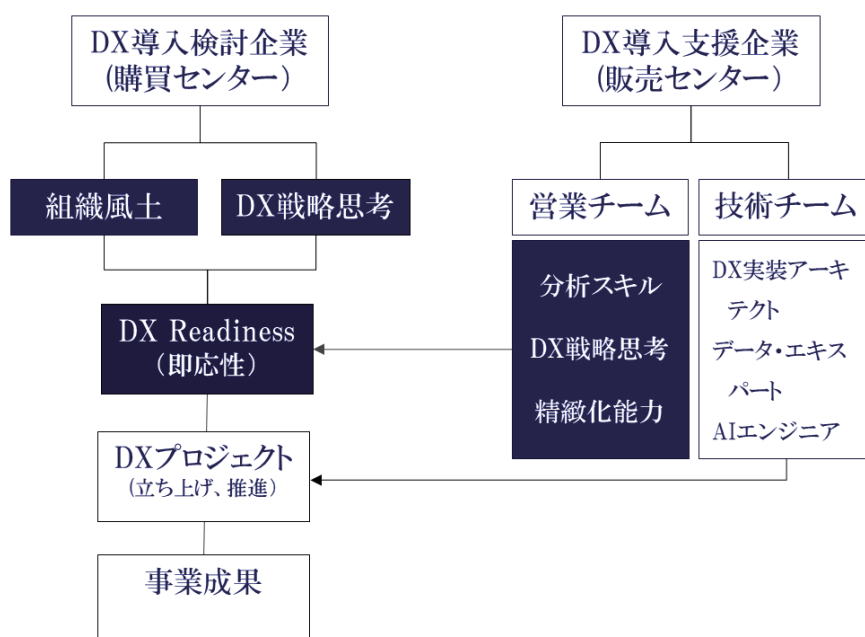 DX導入検討企業
(購買センター)
DX導入支援企業
(販売センター)
組織風土
DX戦略思考
営業チーム
技術チーム
分析スキル
DX戦略思考
精緻化能力
DX実装アーキ
テクト
データ・エキス
パート
AIエンジニア
DX Readiness
(即応性)
DXプロジェクト
(立ち上げ、推進)
事業成果